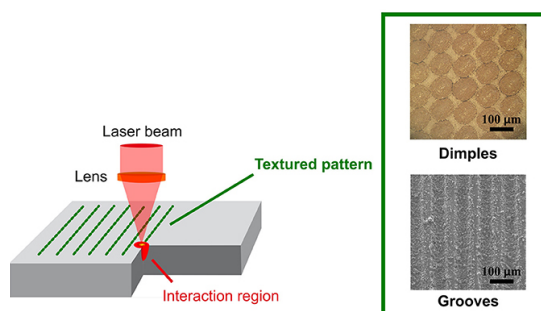 Laser beam
Lens
Textured pattern
Interaction region
100 µm
Dimples
100 µm
Grooves